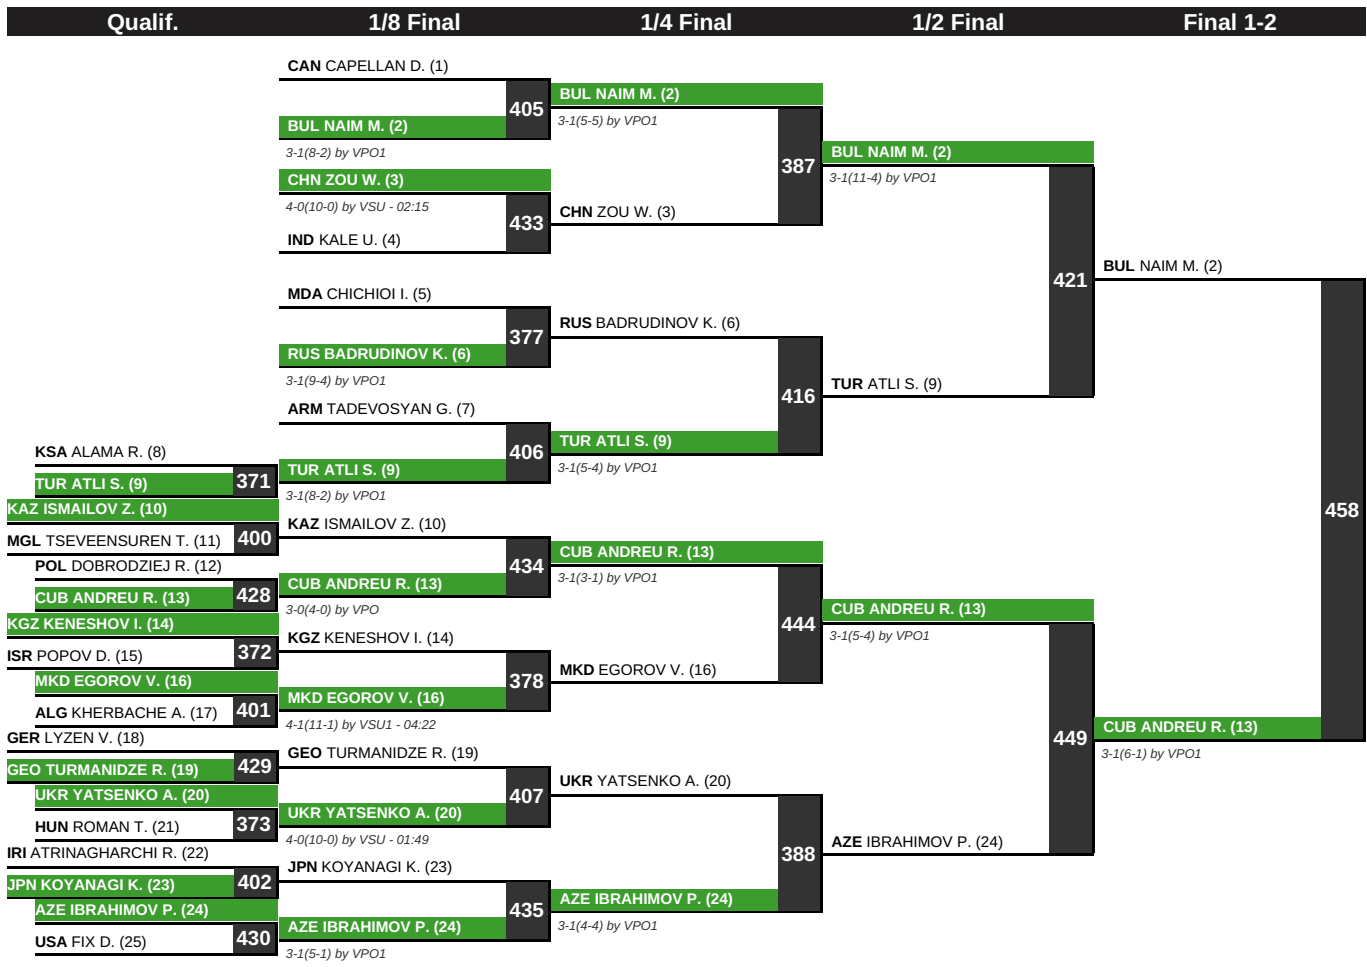 Qualif.
1/8 Final
1/4 Final
1/2 Final
Final 1-2
KSA ALAMA R. (8)
371
TUR ATLI S. (9)
KAZ ISMAILOV Z. (10)
400
MGL TSEVEENSUREN T. (11)
POL DOBRODZIEJ R. (12)
428
CUB ANDREU R. (13)
KGZ KENESHOV I. (14)
372
ISR POPOV D. (15)
MKD EGOROV V. (16)
401
ALG KHERBACHE A. (17)
GER LYZEN V. (18)
429
GEO TURMANIDZE R. (19)
UKR YATSENKO A. (20)
373
HUN ROMAN T. (21)
IRI ATRINAGHARCHI R. (22)
402
JPN KOYANAGI K. (23)
AZE IBRAHIMOV P. (24)
430
USA FIX D. (25)
CAN CAPELLAN D. (1)
405
BUL NAIM M. (2)
3-1(8-2) by VPO1
CHN ZOU W. (3)
4-0(10-0) by VSU - 02:15
433
IND KALE U. (4)
MDA CHICHIOI I. (5)
377
RUS BADRUDINOV K. (6)
3-1(9-4) by VPO1
ARM TADEVOSYAN G. (7)
406
TUR ATLI S. (9)
3-1(8-2) by VPO1
KAZ ISMAILOV Z. (10)
434
CUB ANDREU R. (13)
3-0(4-0) by VPO
KGZ KENESHOV I. (14)
378
MKD EGOROV V. (16)
4-1(11-1) by VSU1 - 04:22
GEO TURMANIDZE R. (19)
407
UKR YATSENKO A. (20)
4-0(10-0) by VSU - 01:49
JPN KOYANAGI K. (23)
435
AZE IBRAHIMOV P. (24)
3-1(5-1) by VPO1
BUL NAIM M. (2)
3-1(5-5) by VPO1
387
CHN ZOU W. (3)
RUS BADRUDINOV K. (6)
416
TUR ATLI S. (9)
3-1(5-4) by VPO1
CUB ANDREU R. (13)
3-1(3-1) by VPO1
444
MKD EGOROV V. (16)
UKR YATSENKO A. (20)
388
AZE IBRAHIMOV P. (24)
3-1(4-4) by VPO1
BUL NAIM M. (2)
3-1(11-4) by VPO1
421
TUR ATLI S. (9)
CUB ANDREU R. (13)
3-1(5-4) by VPO1
449
AZE IBRAHIMOV P. (24)
BUL NAIM M. (2)
458
CUB ANDREU R. (13)
3-1(6-1) by VPO1